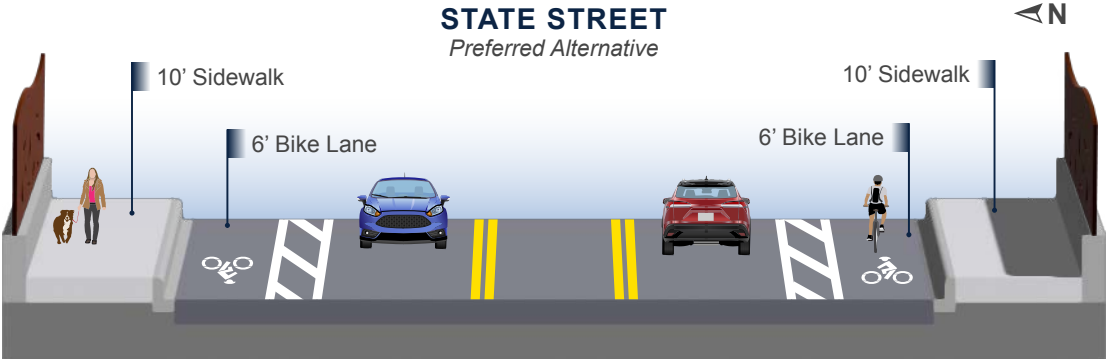 STATE STREET
Preferred Alternative
N
10’ Sidewalk
10’ Sidewalk
6’ Bike Lane
6’ Bike Lane